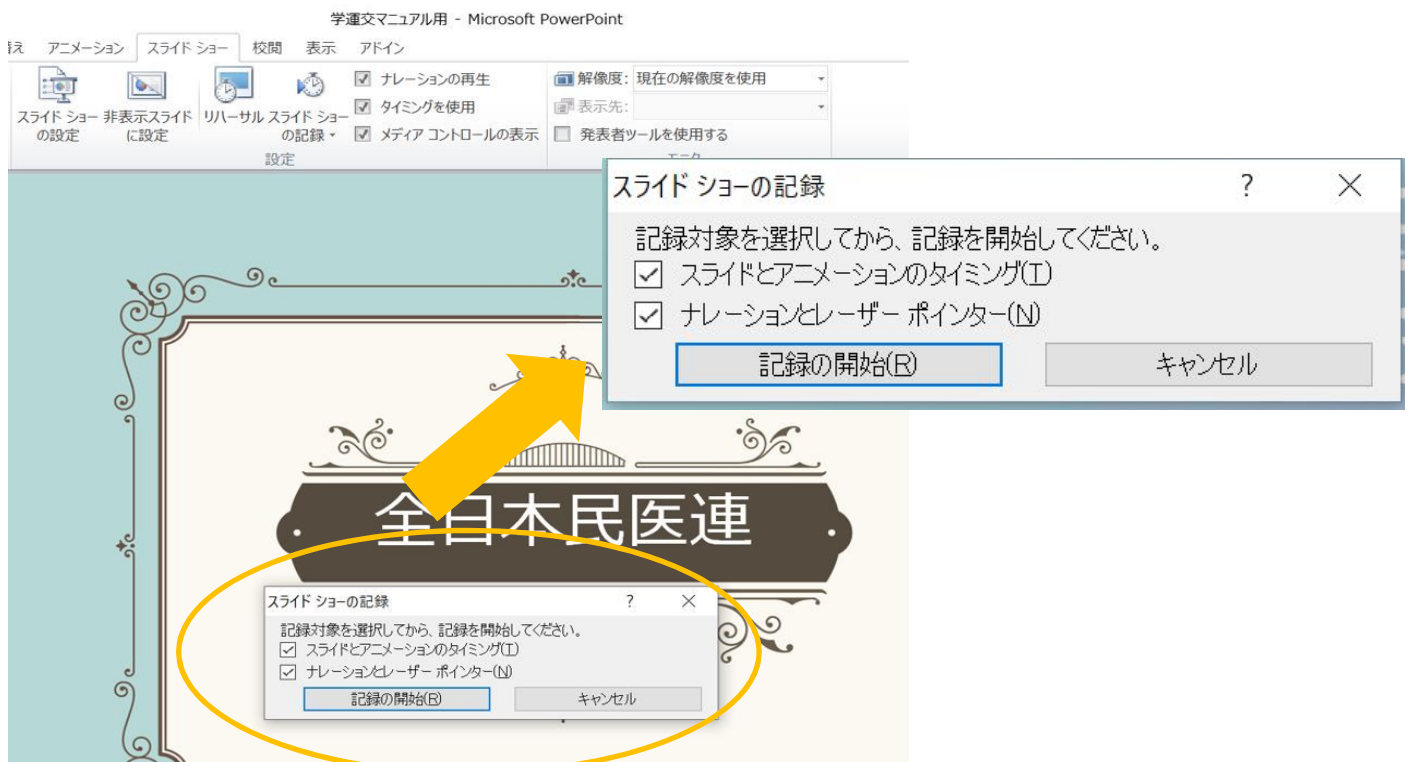 学運交マニュアル用 - Microsoft PowerPoint
替え アニメーション スライド ショー 校閲 表示 アドイン
スライド ショー の設定
非表示スライド に設定
リハーサル
スライド ショー の記録
ナレーションの再生
タイミングを使用
メディア コントロールの表示
設定
解像度: 現在の解像度を使用
表示先:
発表者ツールを使用する
モニター
スライド ショーの記録
記録対象を選択してから、記録を開始してください。
スライドとアニメーションのタイミング(T)
ナレーションとレーザー ポインター(N)
記録の開始(R) キャンセル
全日本民医連
スライド ショーの記録
記録対象を選択してから、記録を開始してください。
スライドとアニメーションのタイミング(T)
ナレーションとレーザー ポインター(N)
記録の開始(R) キャンセル